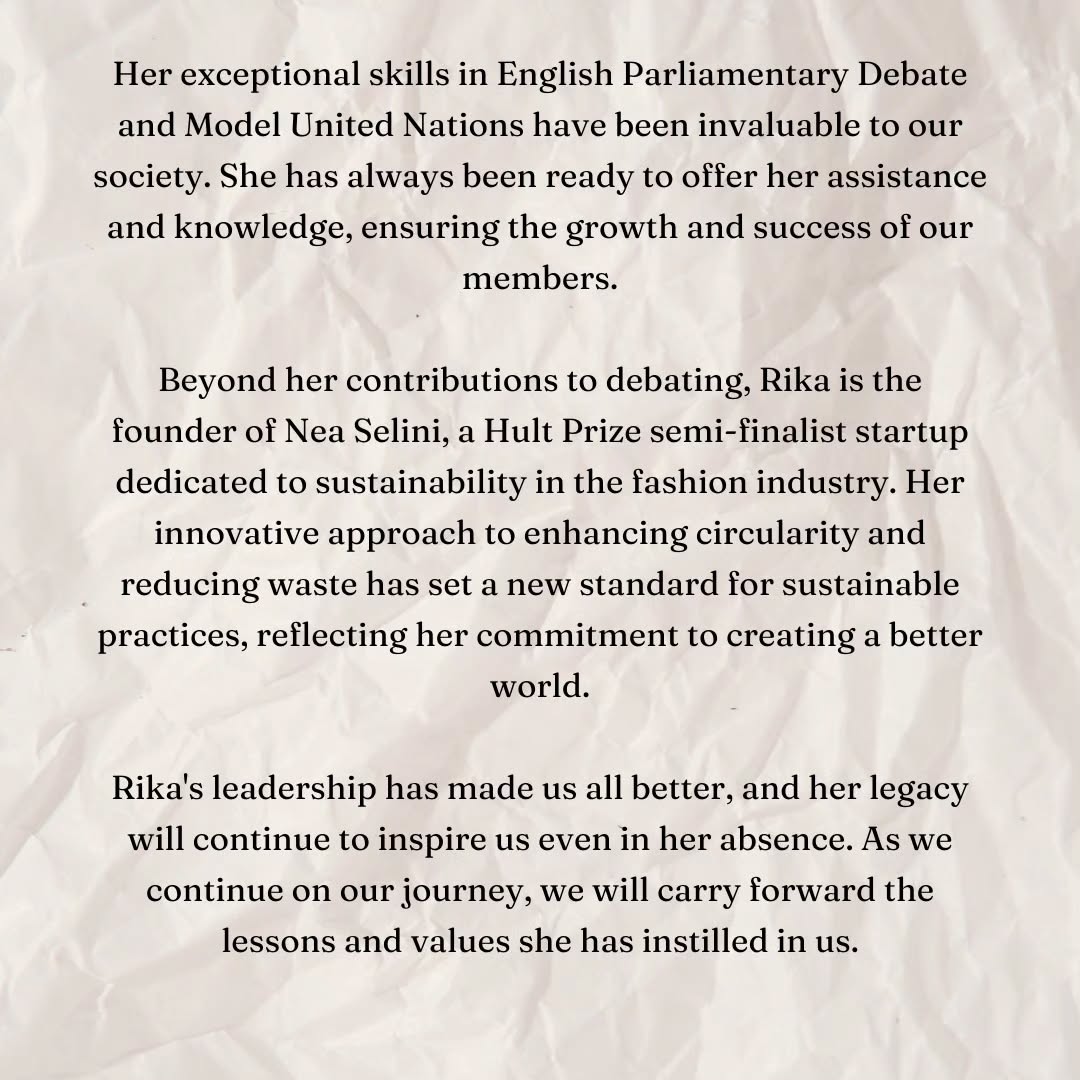 Her exceptional skills in English Parliamentary Debate
and Model United Nations have been invaluable to our
society. She has always been ready to offer her assistance
and knowledge, ensuring the growth and success of our
members.
Beyond her contributions to debating, Rika is the
founder of Nea Selini, a Hult Prize semi-finalist startup
dedicated to sustainability in the fashion industry. Her
innovative approach to enhancing circularity and
reducing waste has set a new standard for sustainable
practices, reflecting her commitment to creating a better
world.
Rika's leadership has made us all better, and her legacy
will continue to inspire us even in her absence. As we
continue on our journey, we will carry forward the
lessons and values she has instilled in us.